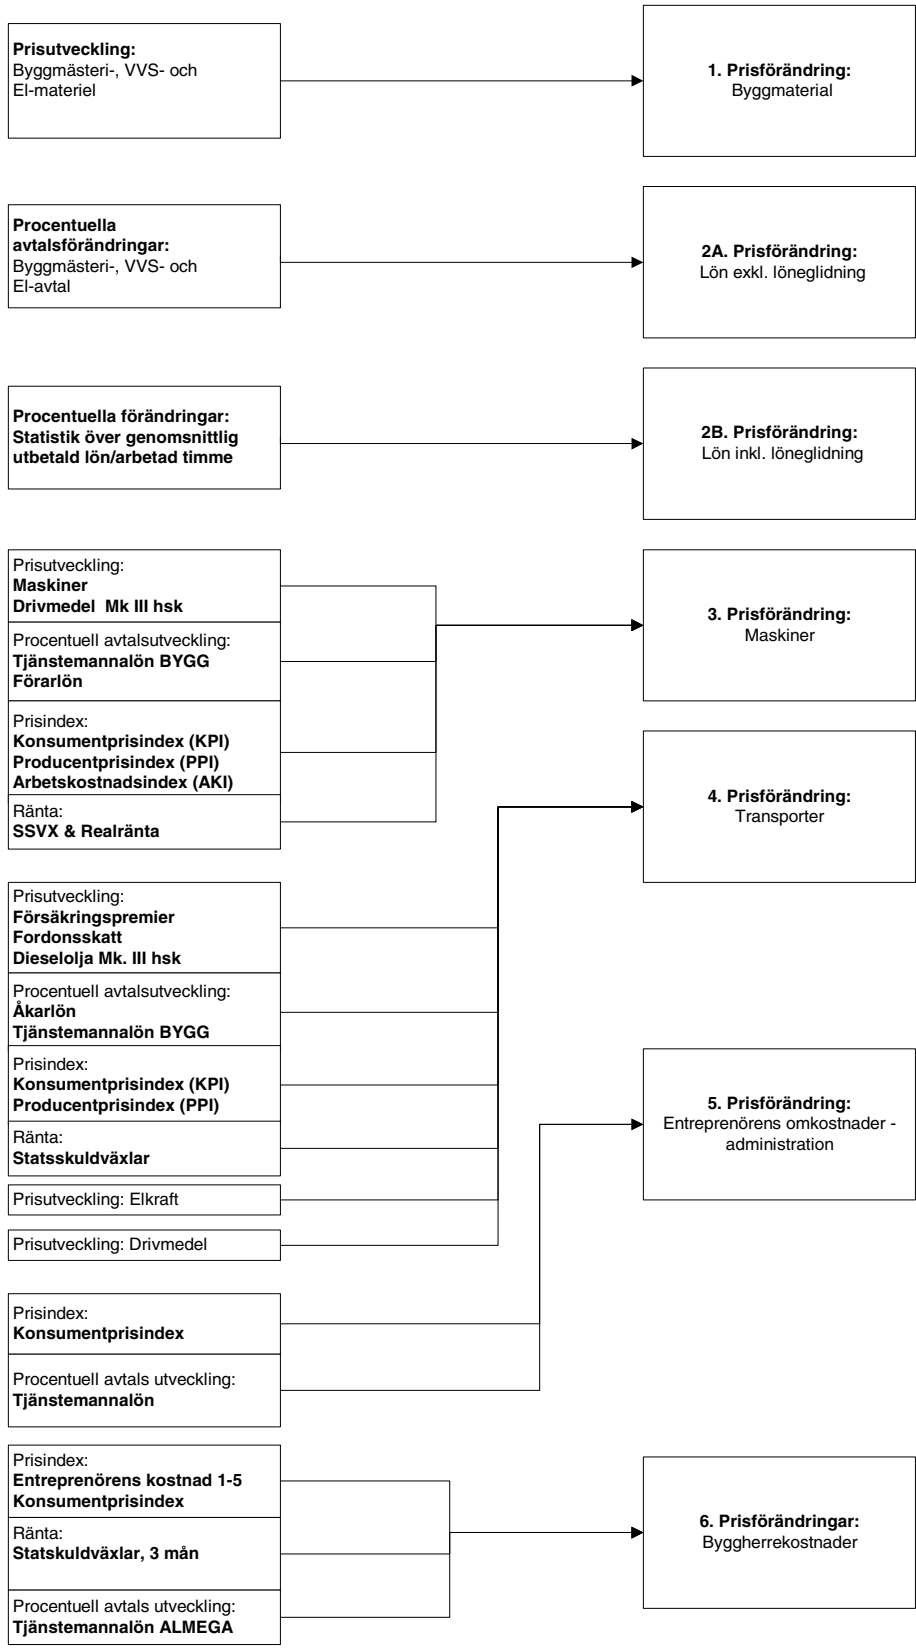 Prisutveckling:
Byggmästeri-, VVS- och
El-materiel
1. Prisförändring:
Byggmaterial
Procentuella
avtalsförändringar:
Byggmästeri-, VVS- och
El-avtal
2A. Prisförändring:
Lön exkl. löneglidning
Procentuella förändringar:
Statistik över genomsnittlig
utbetald lön/arbetad timme
2B. Prisförändring:
Lön inkl. löneglidning
Prisutveckling:
Maskiner
Drivmedel Mk III hsk
Procentuell avtalsutveckling:
Tjänstemannalön BYGG
Förarlön
Prisindex:
Konsumentprisindex (KPI)
Producentprisindex (PPI)
Arbetskostnadsindex (AKI)
Ränta:
SSVX & Realränta
3. Prisförändring:
Maskiner
4. Prisförändring:
Transporter
Prisutveckling:
Försäkringspremier
Fordonsskatt
Dieselolja Mk. III hsk
Procentuell avtalsutveckling:
Åkarlön
Tjänstemannalön BYGG
Prisindex:
Konsumentprisindex (KPI)
Producentprisindex (PPI)
Ränta:
Statsskuldväxlar
Prisutveckling: Elkraft
Prisutveckling: Drivmedel
5. Prisförändring:
Entreprenörens omkostnader -
administration
Prisindex:
Konsumentprisindex
Procentuell avtals utveckling:
Tjänstemannalön
Prisindex:
Entreprenörens kostnad 1-5
Konsumentprisindex
Ränta:
Statskuldväxlar, 3 mån
Procentuell avtals utveckling:
Tjänstemannalön ALMEGA
6. Prisförändringar:
Byggherrekostnader